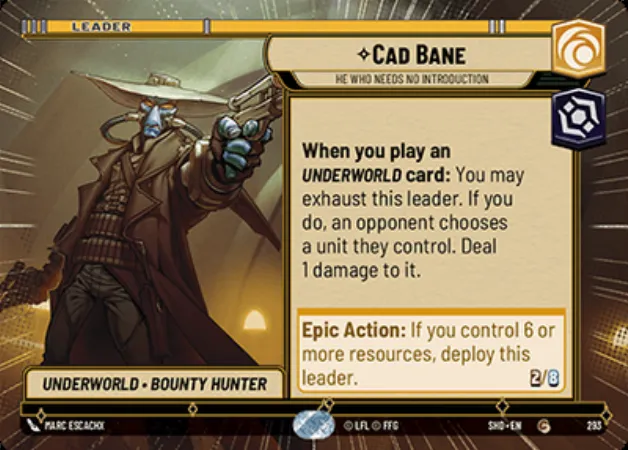 LEADER
CAD BANE
HE WHO NEEDS NO INTRODUCTION
When you play an
UNDERWORLD card: You may
exhaust this leader. If you
do, an opponent chooses
a unit they control. Deal
1 damage to it.
Epic Action: If you control 6 or
more resources, deploy this
leader.
2/8
UNDERWORLD • BOUNTY HUNTER
MARC ESCACHX
© LFL © FFG
SHD • EN
C
293